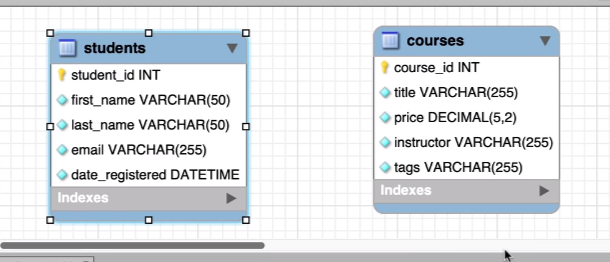 students
student_id INT
first_name VARCHAR(50)
last_name VARCHAR(50)
email VARCHAR(255)
date_registered DATETIME
Indexes
courses
course_id INT
title VARCHAR(255)
price DECIMAL(5,2)
instructor VARCHAR(255)
tags VARCHAR(255)
Indexes